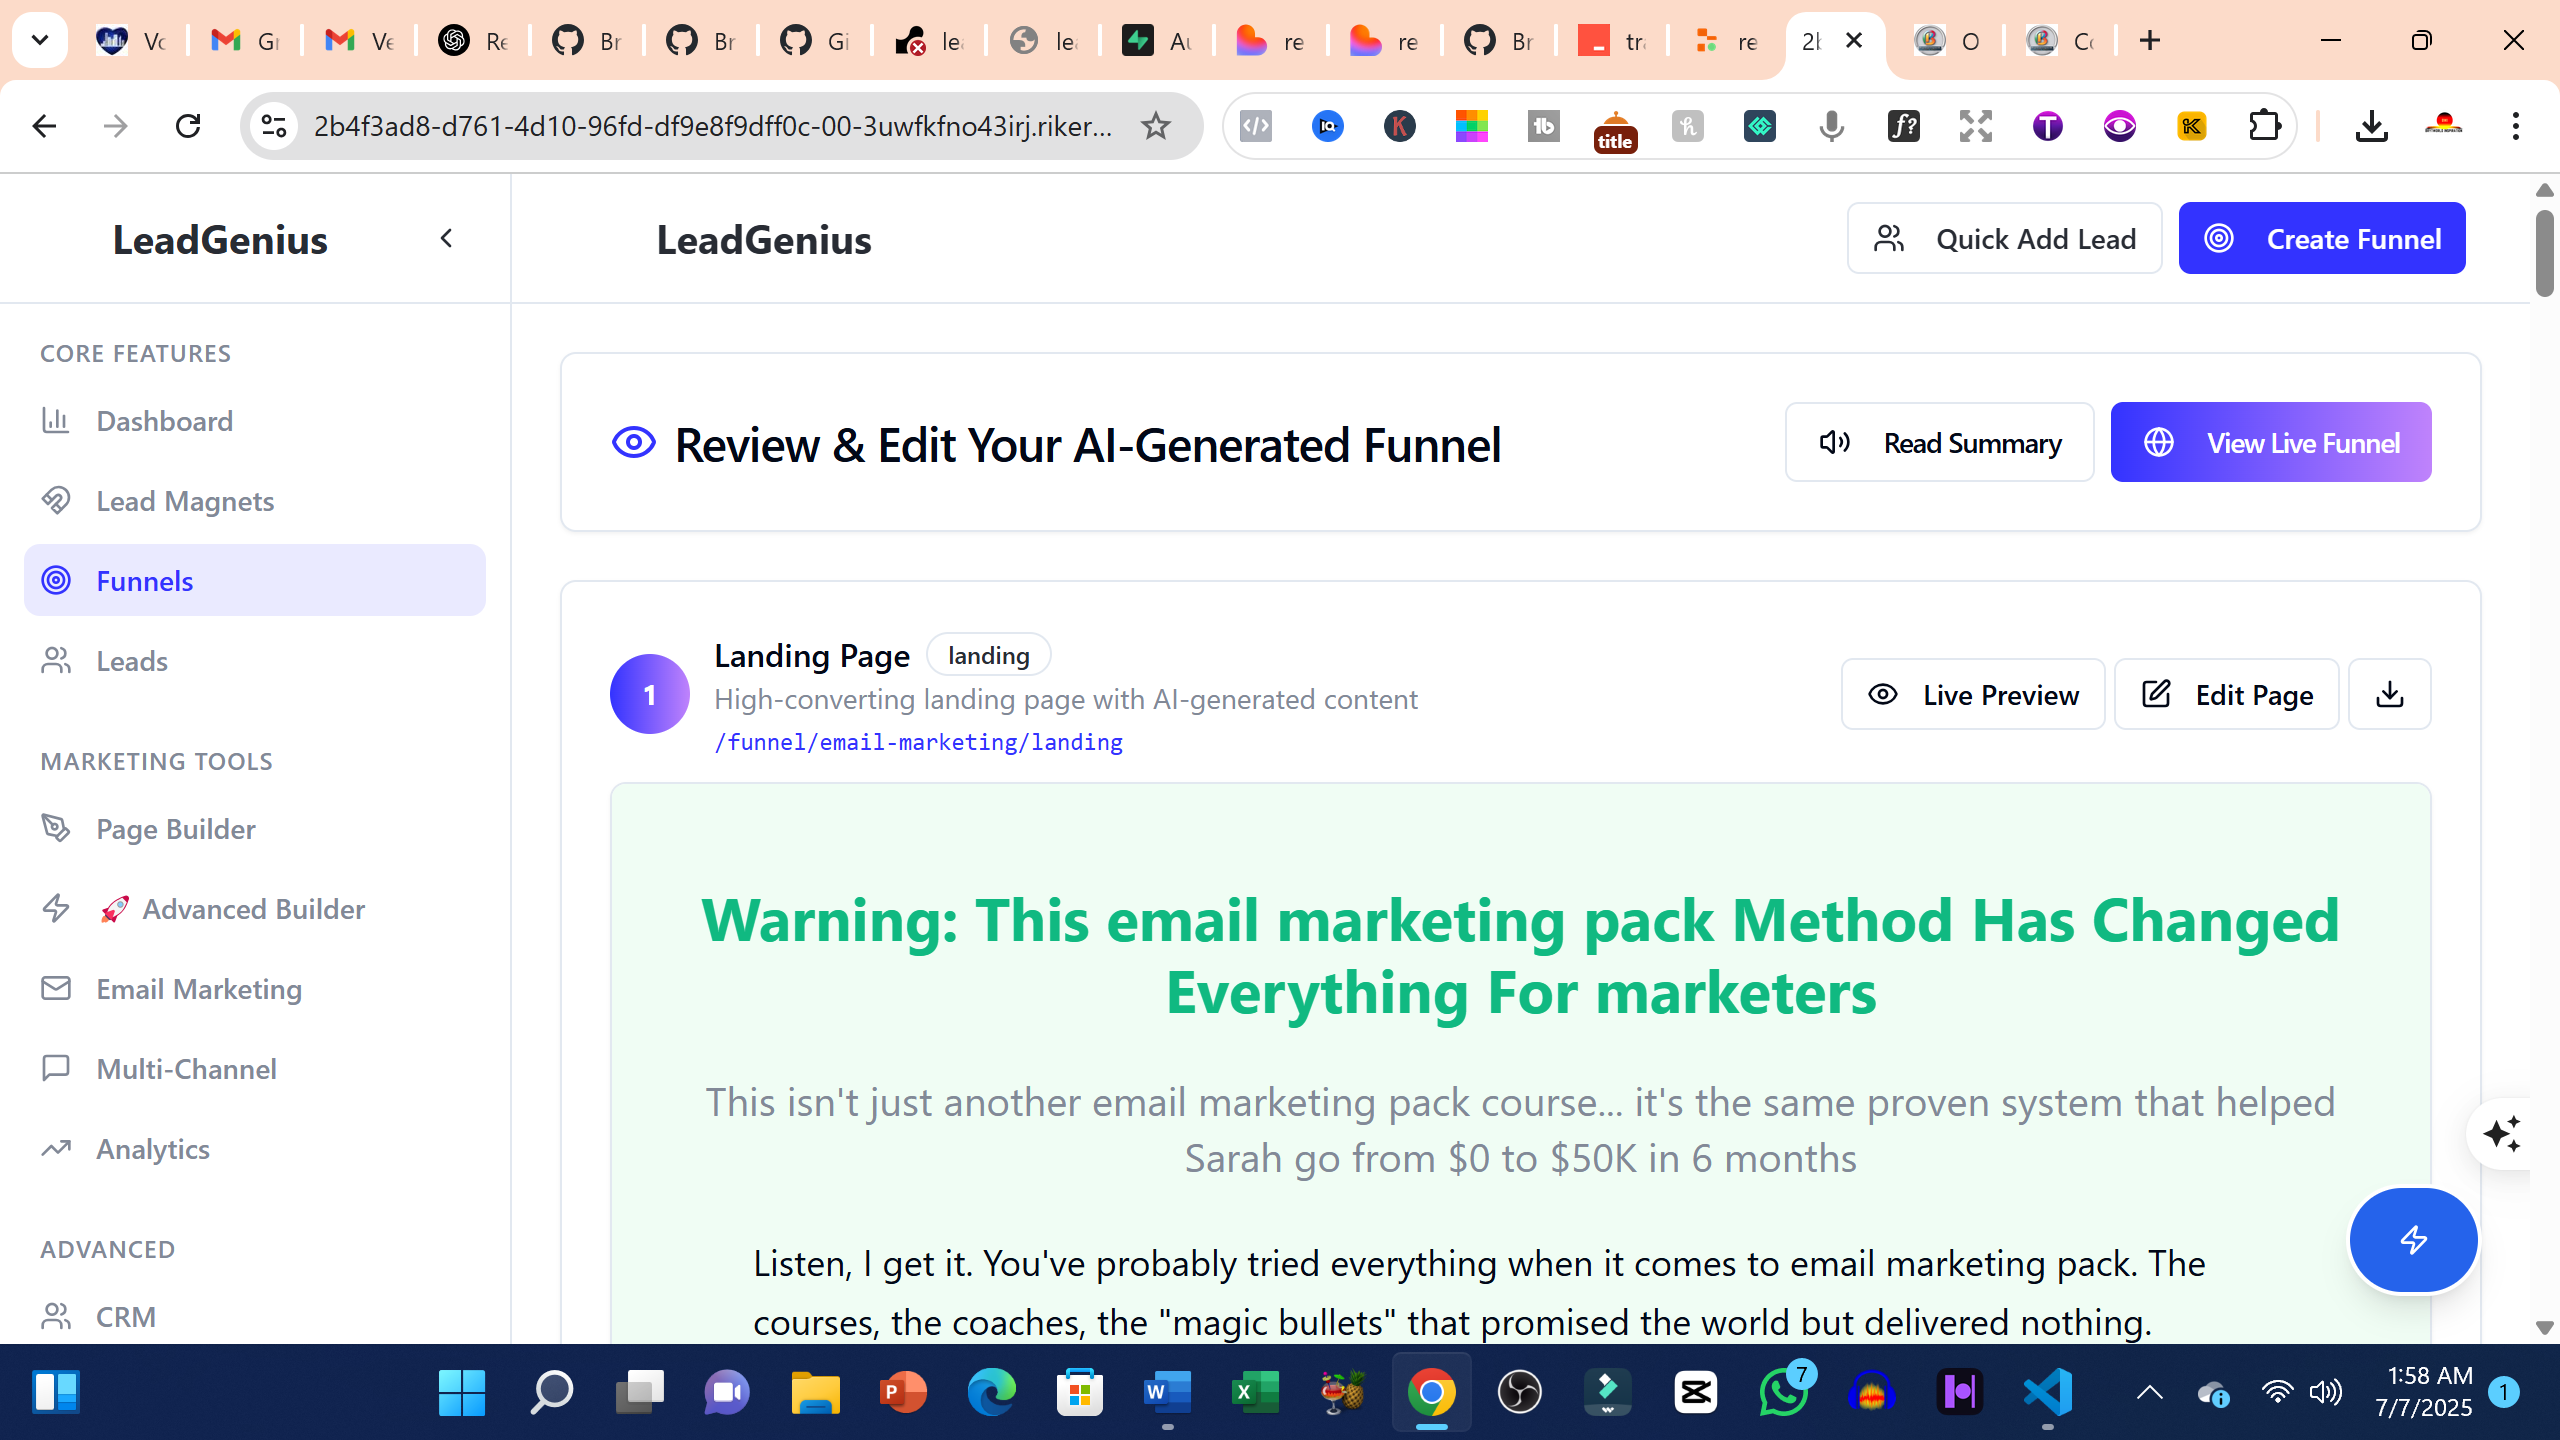 Vo
Gr
Ve
Re
Br
Br
Gi
lea
lea
Au
re
re
Br
tra
re
2b
O
Co
2b4f3ad8-d761-4d10-96fd-df9e8f9dff0c-00-3uwfkfno43irj.riker...
title
LeadGenius
LeadGenius
Quick Add Lead
Create Funnel
CORE FEATURES
Dashboard
Lead Magnets
Funnels
Leads
MARKETING TOOLS
Page Builder
🚀 Advanced Builder
Email Marketing
Multi-Channel
Analytics
ADVANCED
CRM
Review & Edit Your AI-Generated Funnel
Read Summary
View Live Funnel
1
Landing Page
landing
High-converting landing page with AI-generated content
/funnel/email-marketing/landing
Live Preview
Edit Page
Warning: This email marketing pack Method Has Changed
Everything For marketers
This isn't just another email marketing pack course... it's the same proven system that helped
Sarah go from $0 to $50K in 6 months
Listen, I get it. You've probably tried everything when it comes to email marketing pack. The
courses, the coaches, the "magic bullets" that promised the world but delivered nothing.
7
1:58 AM
7/7/2025
1